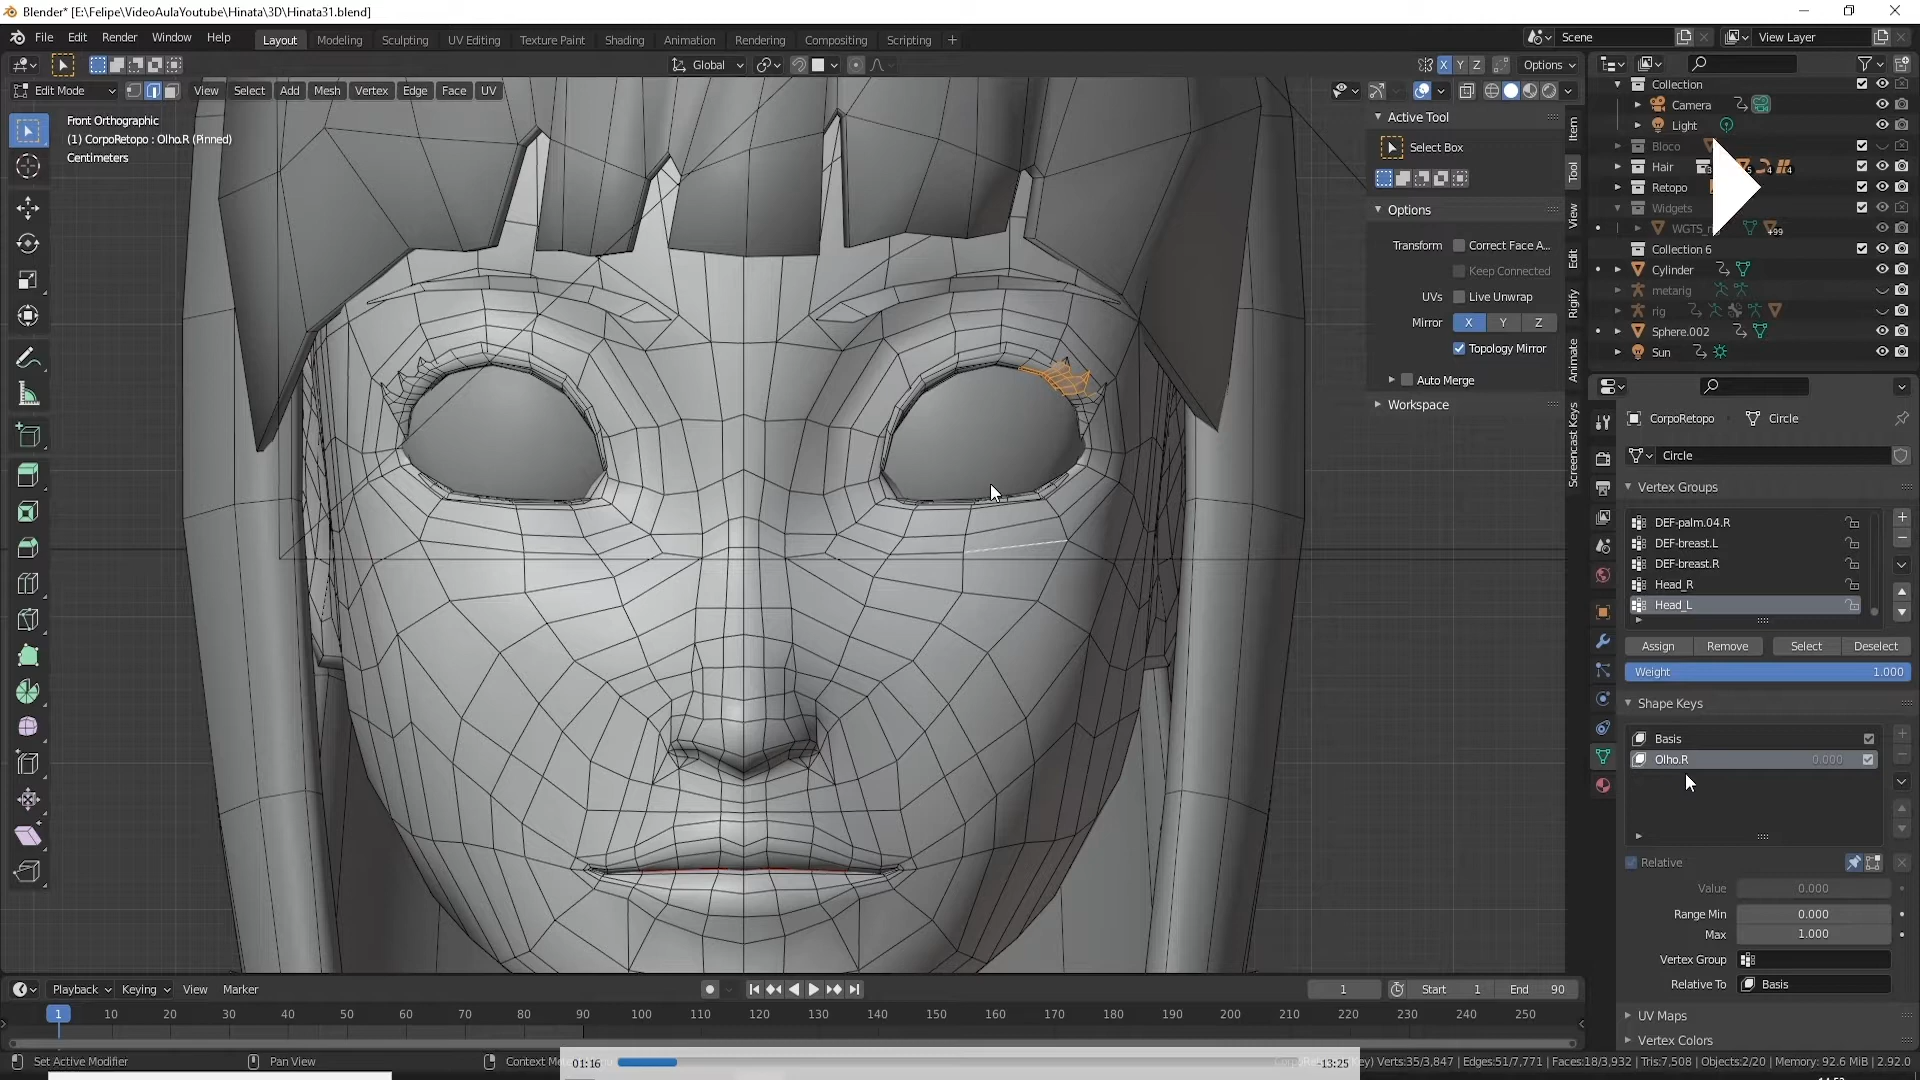 Blender* [E:\Felipe\VideoAulaYoutube\Hinata\3D\Hinata31.blend]
File Edit Render Window Help Layout Modeling Sculpting UV Editing Texture Paint Shading Animation Rendering Compositing Scripting + Scene View Layer
Global X Y Z Options
Edit Mode View Select Add Mesh Vertex Edge Face UV
Front Orthographic
(1) CorpoRetopo : Olho.R (Pinned)
Centimeters
Active Tool
Select Box
Options
Transform Correct Face A...
Keep Connected
UVs Live Unwrap
Mirror X Y Z
Topology Mirror
Auto Merge
Workspace
Item
Tool
View
Edit
Rigify
Animate
Screencast Keys
Collection
Camera
Light
Bloco
Hair 4 4
Retopo
Widgets
WGTS_r +99
Collection 6
Cylinder
metarig
rig
Sphere.002
Sun
CorpoRetopo Circle
Circle
Vertex Groups
DEF-palm.04.R
DEF-breast.L
DEF-breast.R
Head_R
Head_L
Assign Remove Select Deselect
Weight 1.000
Shape Keys
Basis
Olho.R 0.000
Relative
Value 0.000
Range Min 0.000
Max 1.000
Vertex Group
Relative To Basis
UV Maps
Vertex Colors
Playback Keying View Marker 1 Start 1 End 90
1 10 20 30 40 50 60 70 80 90 100 110 120 130 140 150 160 170 180 190 200 210 220 230 240 250
Set Active Modifier Pan View Context Me Key) Verts:35/3,847 | Edges:51/7,771 | Faces:18/3,932 | Tris:7,508 | Objects:2/20 | Memory: 92.6 MiB | 2.92.0
01:16 -13:25